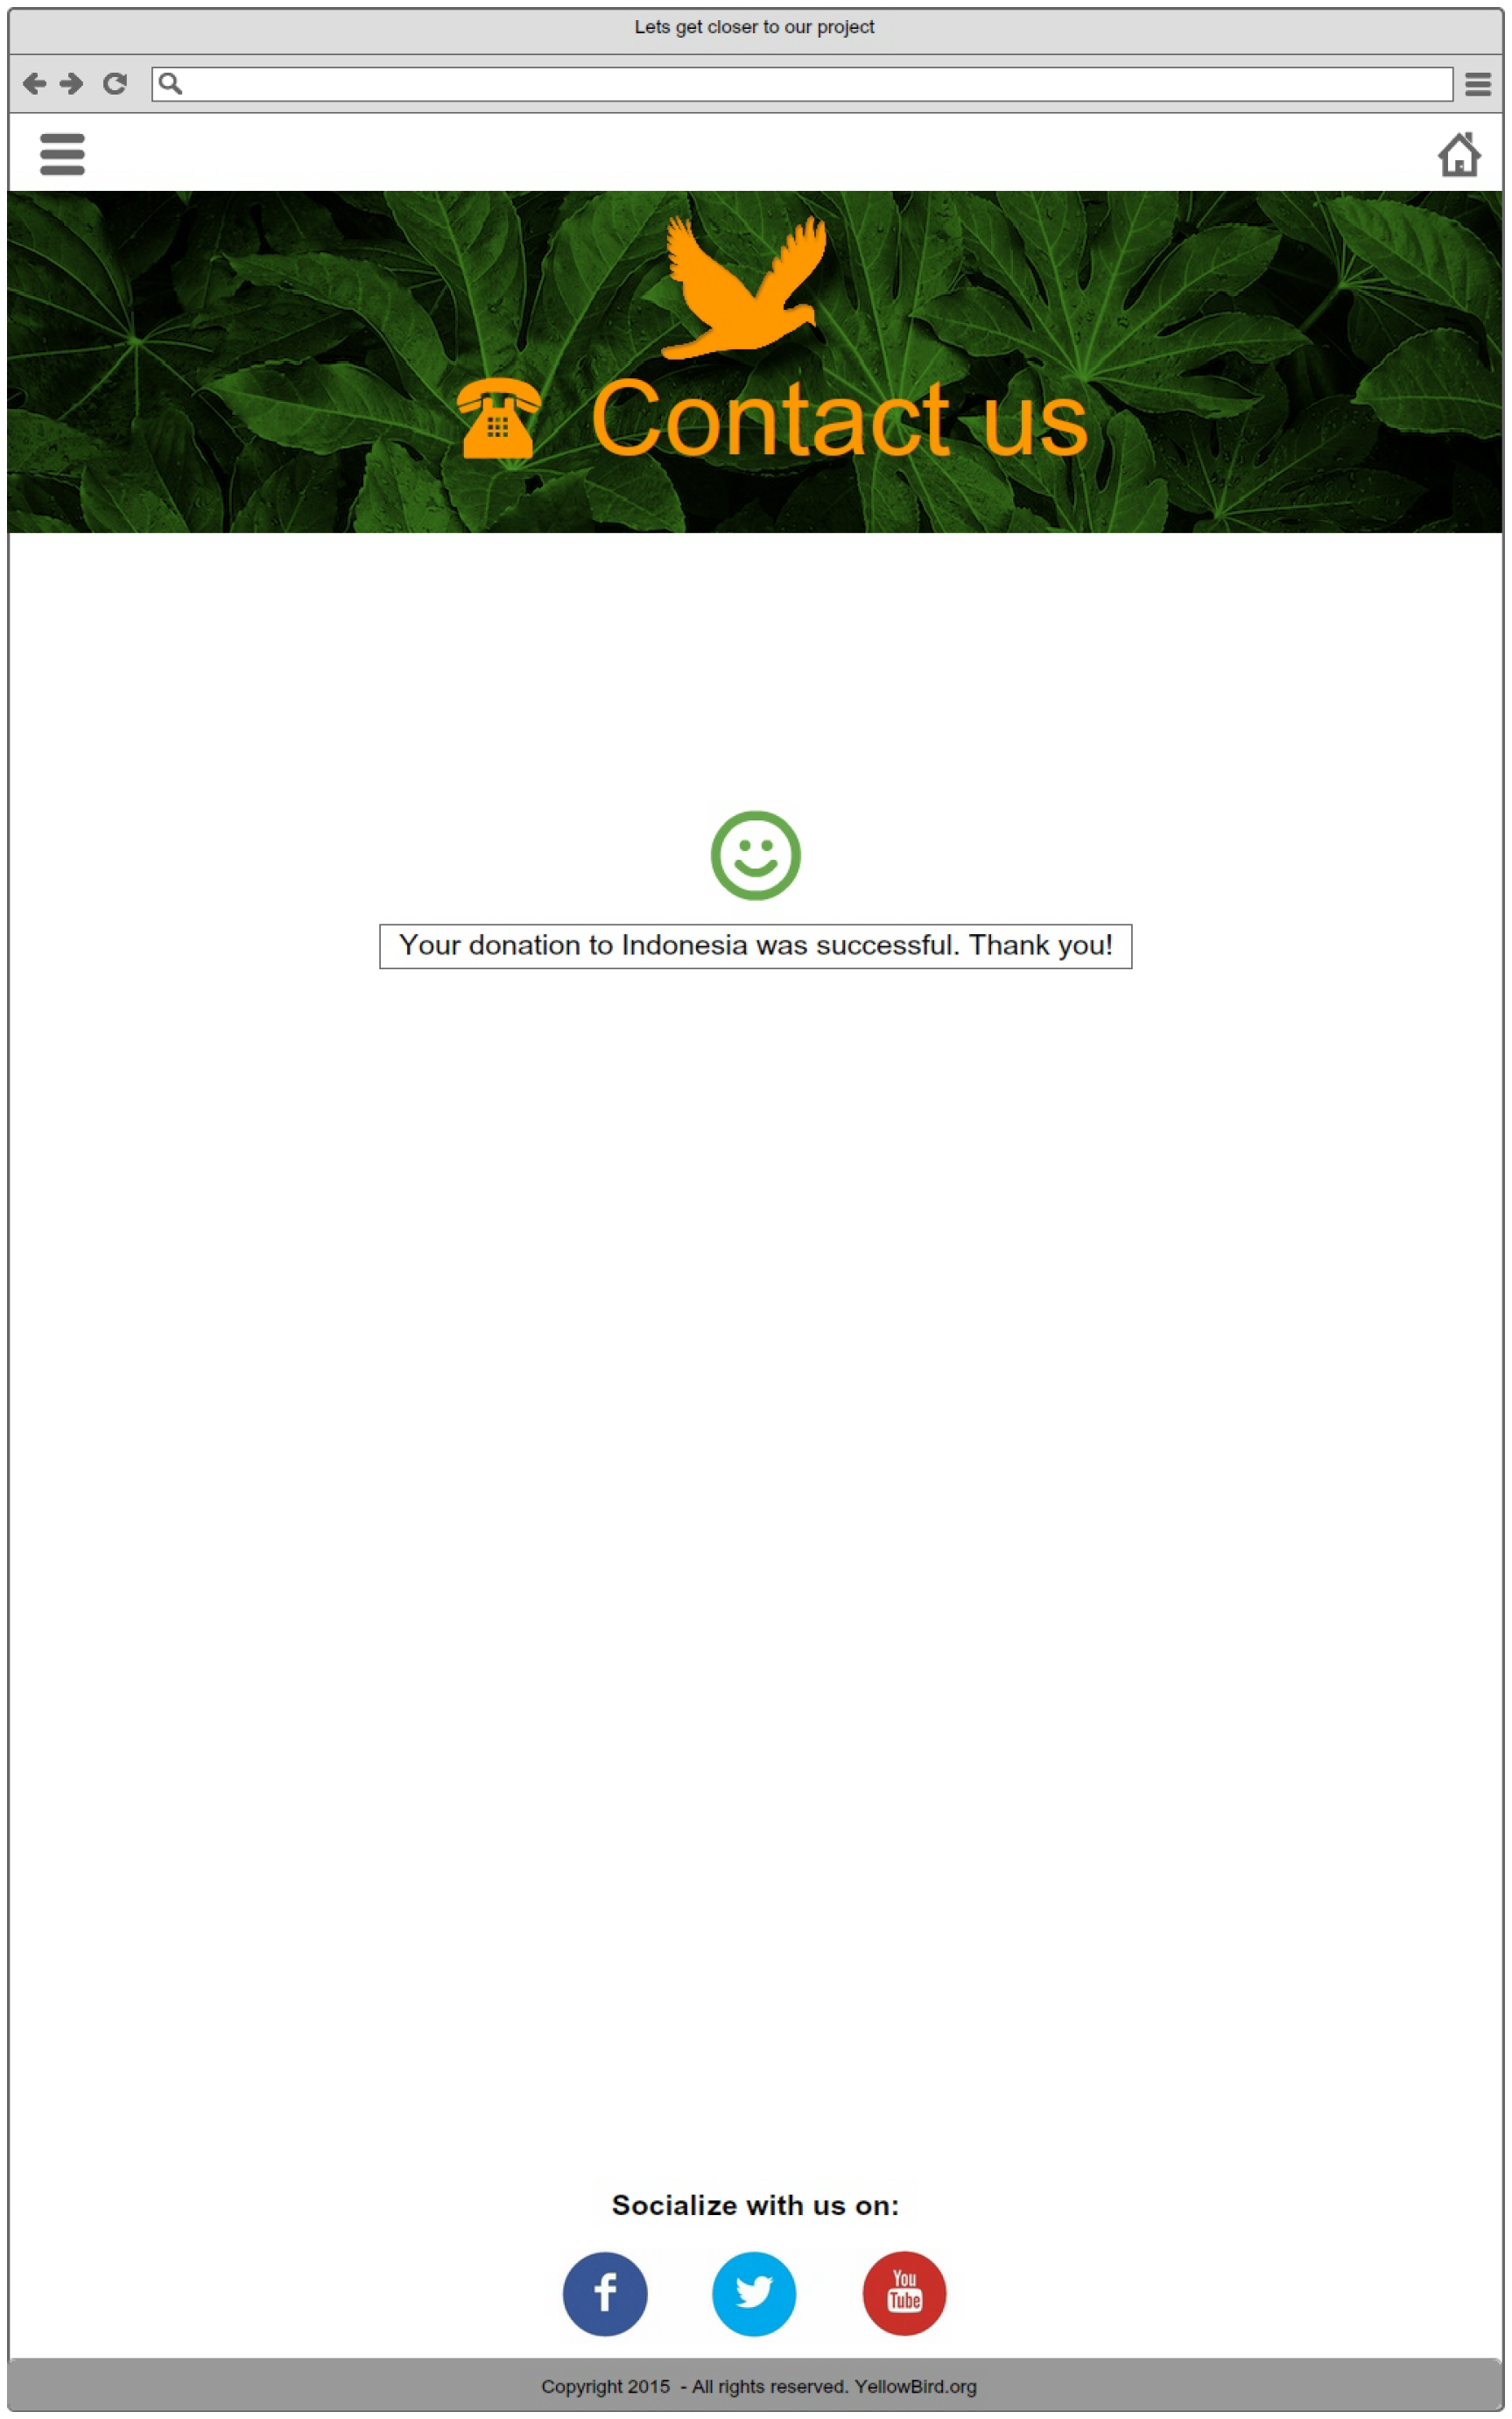 Lets get closer to our project
Contact us
Your donation to Indonesia was successful. Thank you!
Socialize with us on:
f
You
Tube
Copyright 2015  - All rights reserved. YellowBird.org